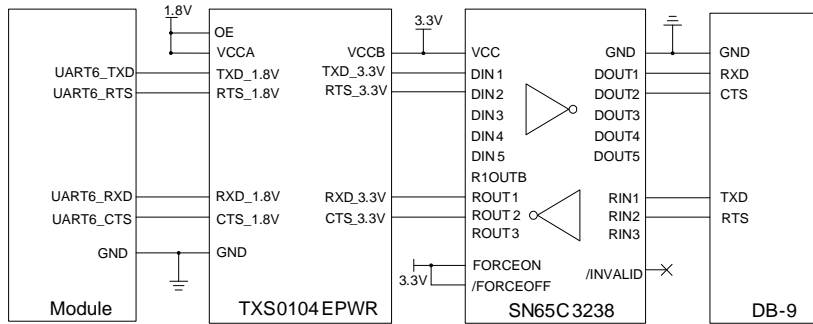 1.8V
3.3V
OE
VCCA
VCCB
VCC
GND
GND
UART6_TXD
TXD_1.8V
TXD_3.3V
DIN1
DOUT1
RXD
UART6_RTS
RTS_1.8V
RTS_3.3V
DIN2
DOUT2
CTS
DIN3
DOUT3
DIN4
DOUT4
DIN5
DOUT5
R1OUTB
UART6_RXD
RXD_1.8V
RXD_3.3V
ROUT1
RIN1
TXD
UART6_CTS
CTS_1.8V
CTS_3.3V
ROUT2
RIN2
RTS
ROUT3
RIN3
GND
GND
FORCEON
3.3V
/FORCEOFF
/INVALID
Module
TXS0104EPWR
SN65C3238
DB-9